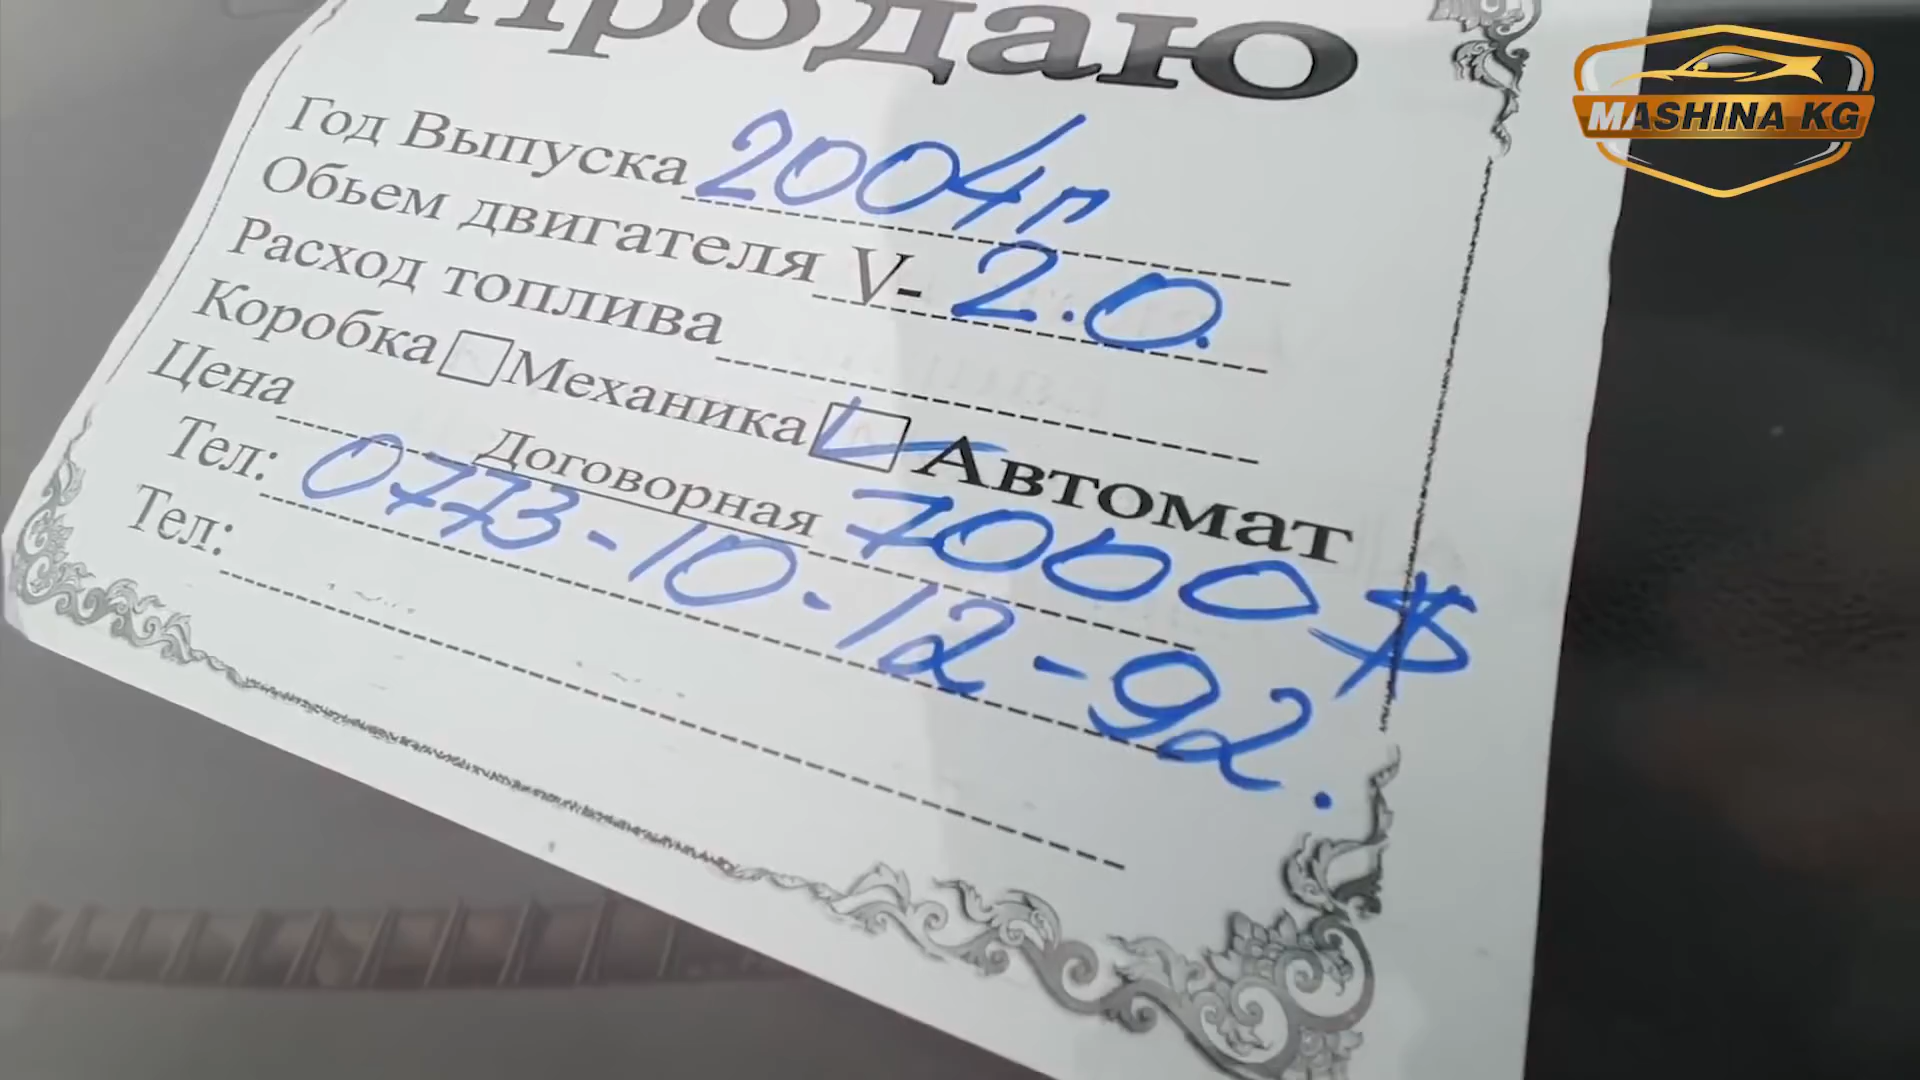 Продаю
MASHINA KG
Год Выпуска 2004г
Обьем двигателя V- 2.0.
Расход топлива
Коробка Механика Автомат
Цена Договорная 7000 $
Тел: 0773-10-12-92.
Тел: